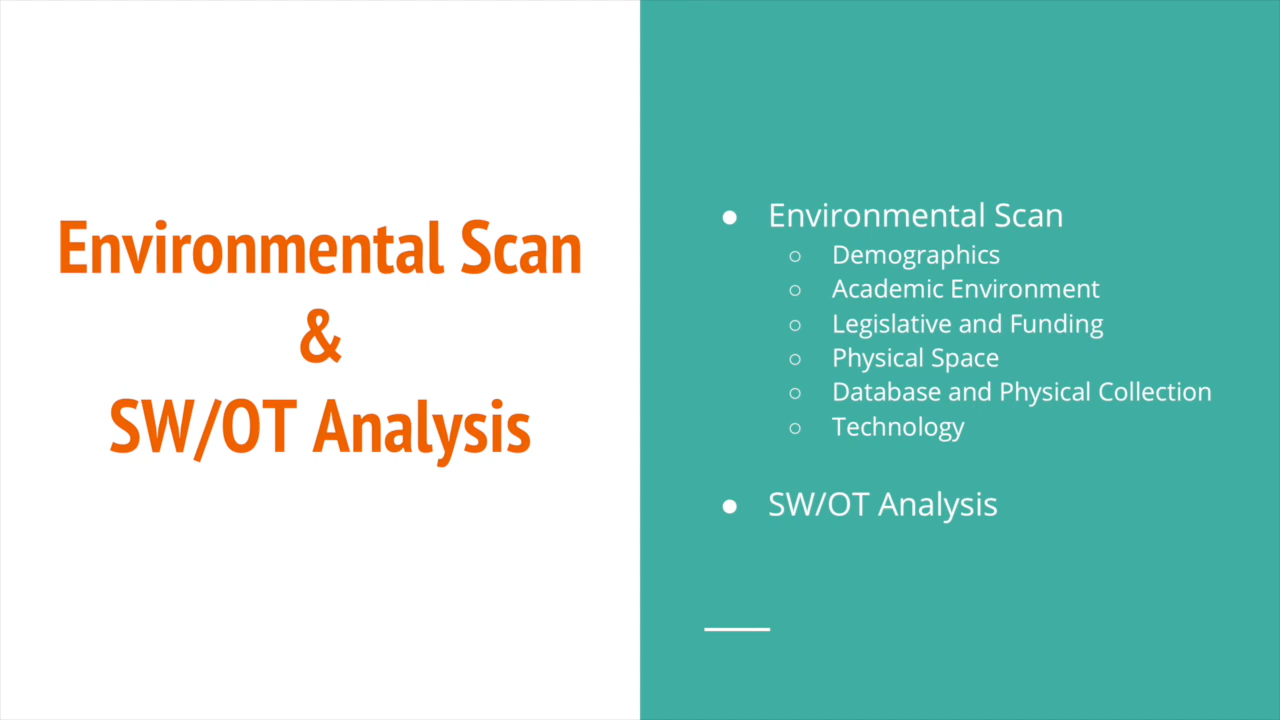 Environmental Scan
&
SW/OT Analysis
● Environmental Scan
○ Demographics
○ Academic Environment
○ Legislative and Funding
○ Physical Space
○ Database and Physical Collection
○ Technology
● SW/OT Analysis